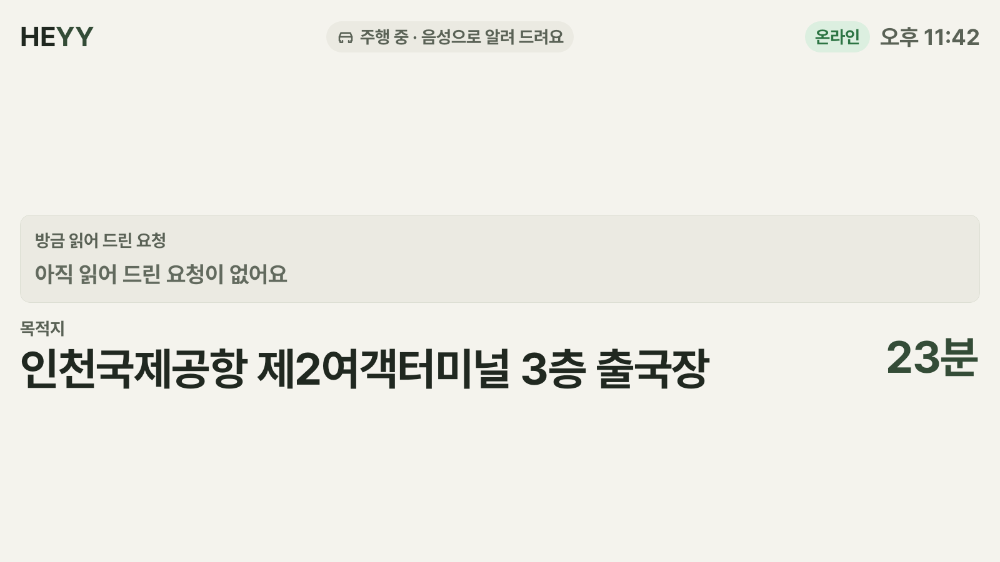 HEYY
주행 중 · 음성으로 알려 드려요
온라인
오후 11:42
방금 읽어 드린 요청
아직 읽어 드린 요청이 없어요
목적지
인천국제공항 제2여객터미널 3층 출국장
23분